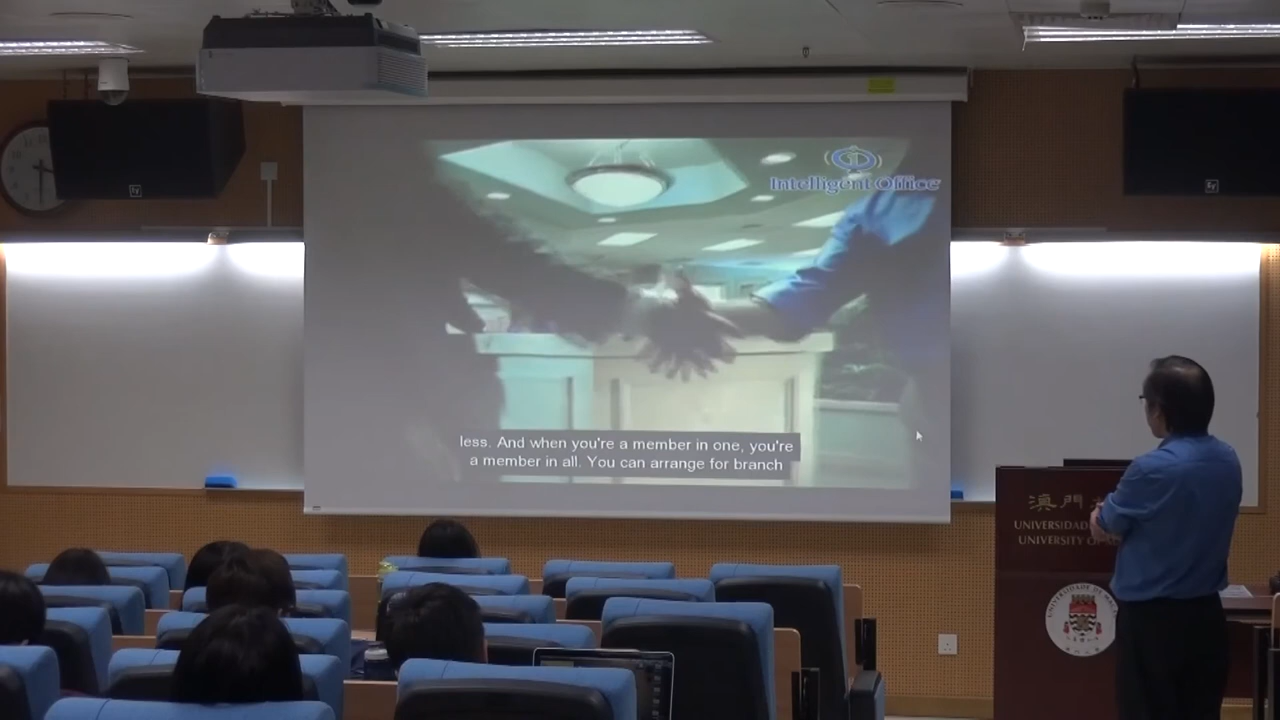 Intelligent Office
less. And when you're a member in one, you're
a member in all. You can arrange for branch
澳門
UNIVERSIDADE
UNIVERSITY OF